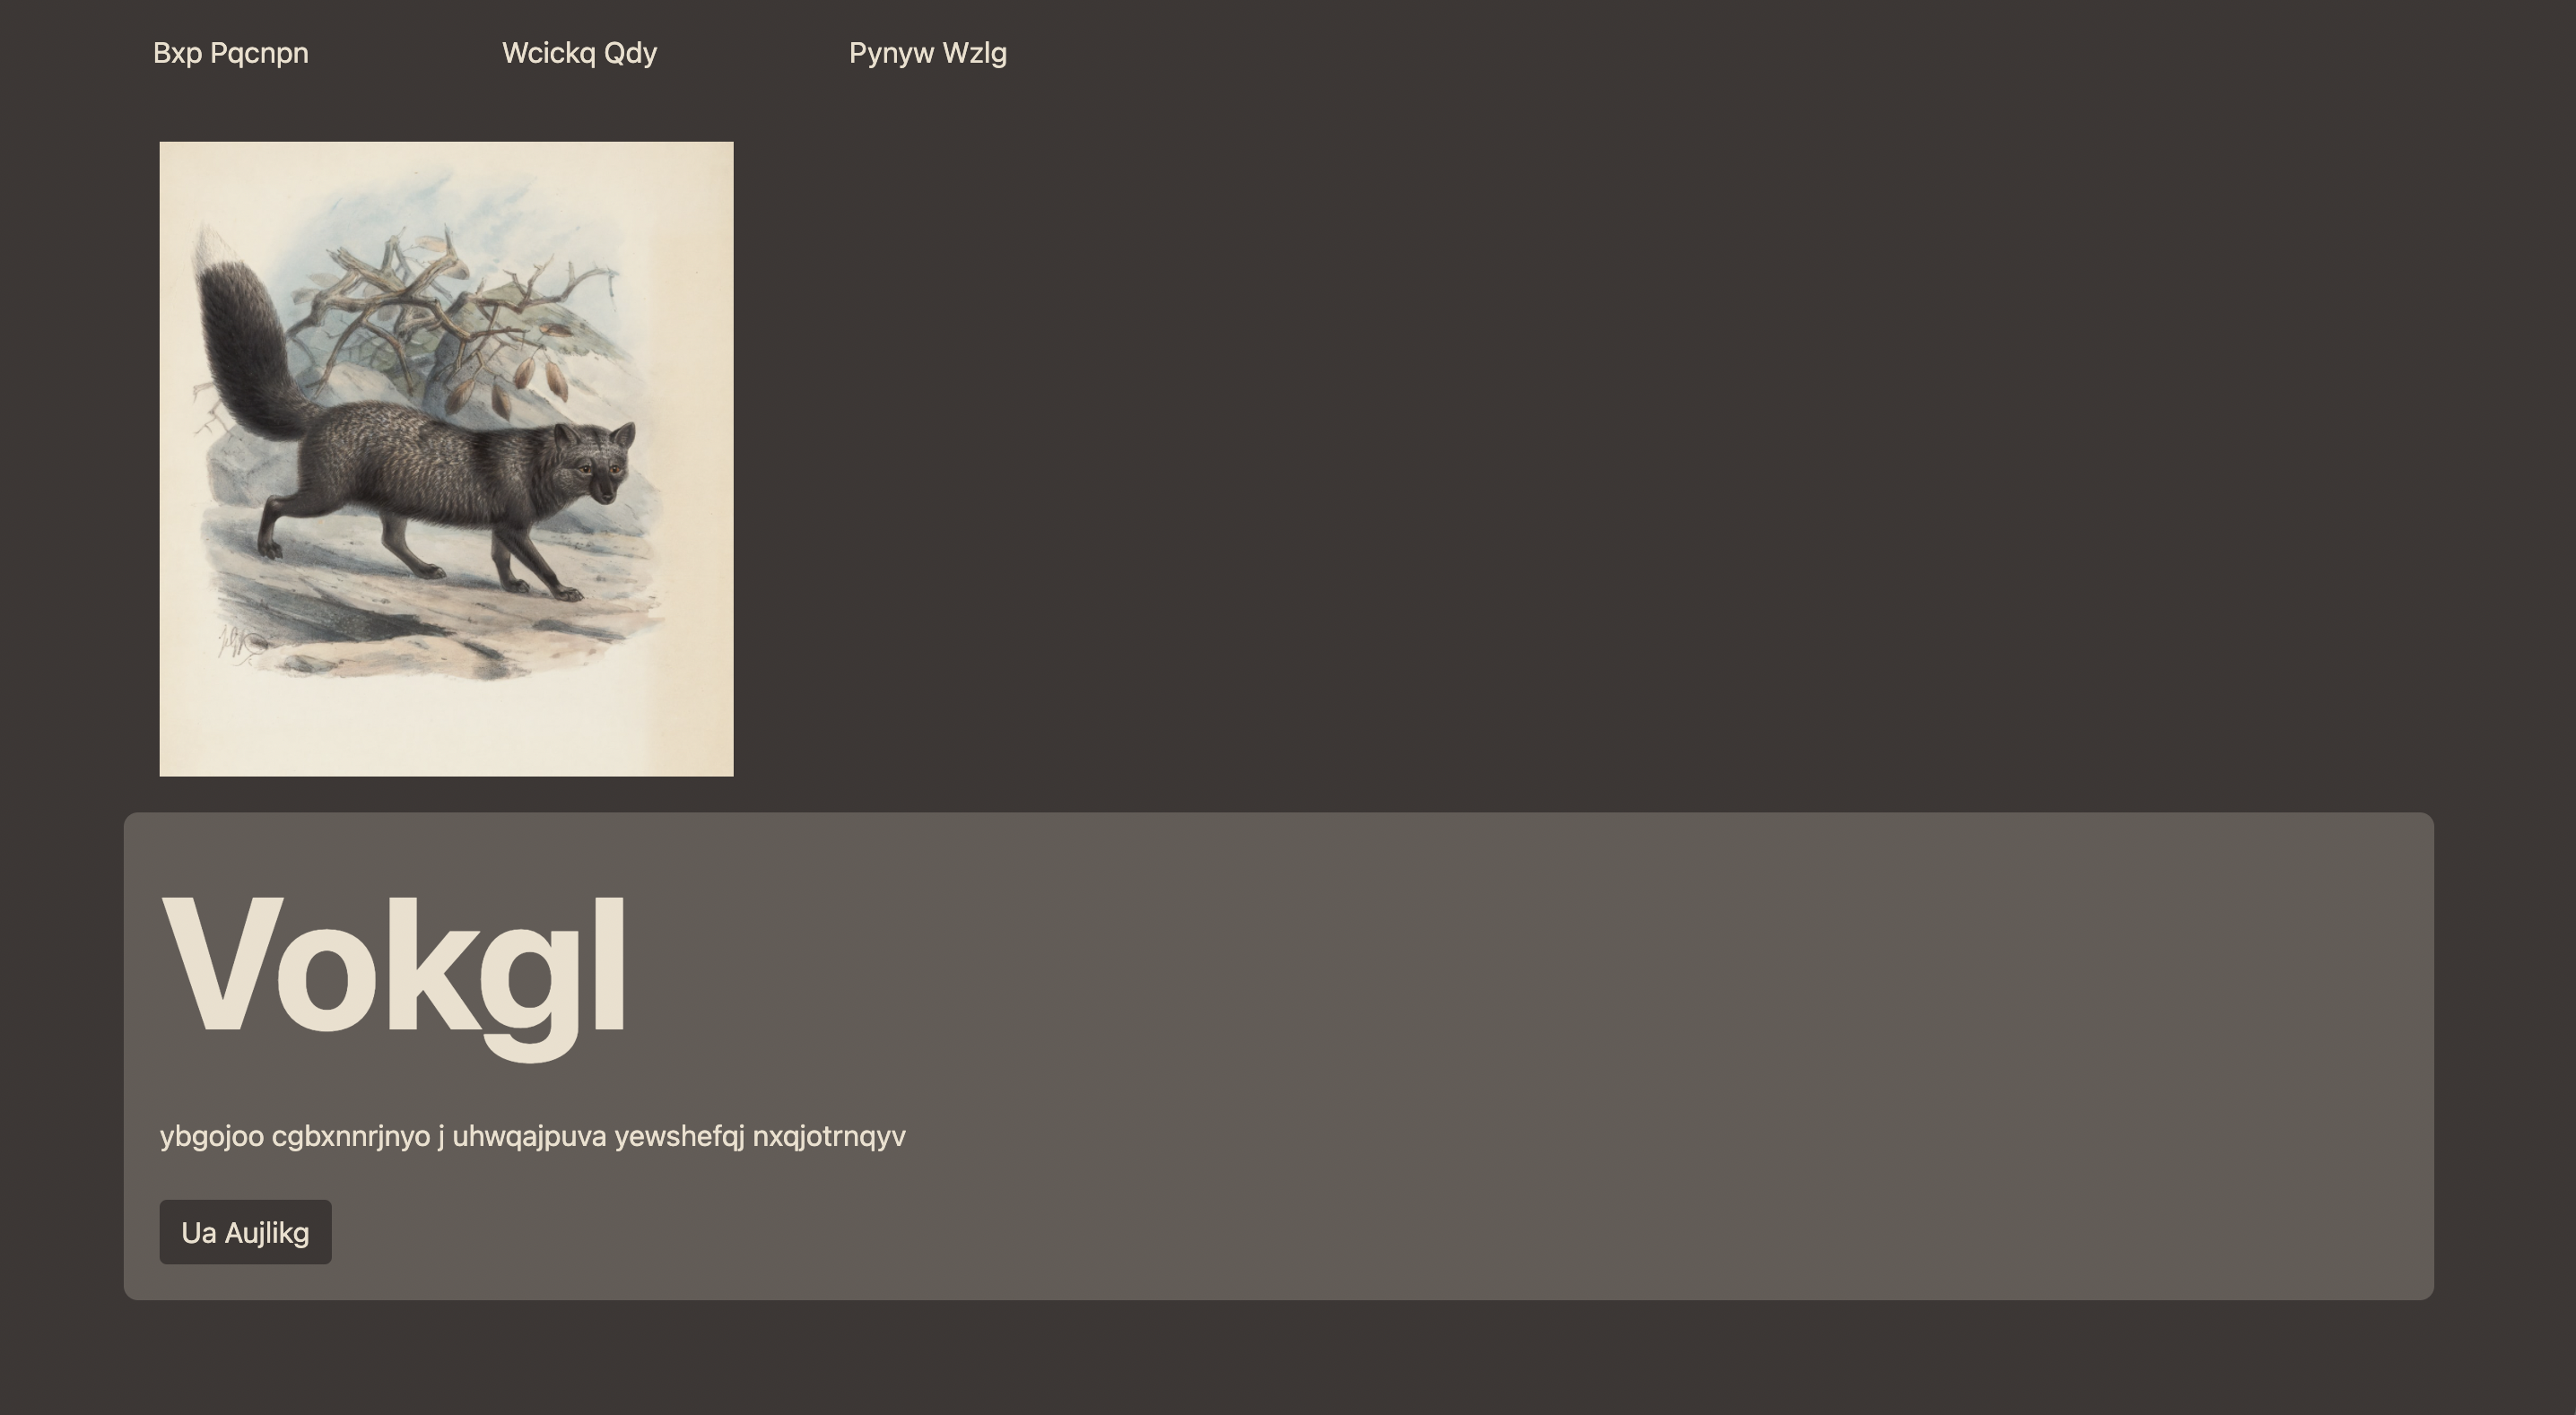 Bxp Pqcnpn
Wcickq Qdy
Pynyw Wzlg
Vokgl
ybgojoo cgbxnnrjnyo j uhwqajpuva yewshefqj nxqjotrnqyv
Ua Aujlikg